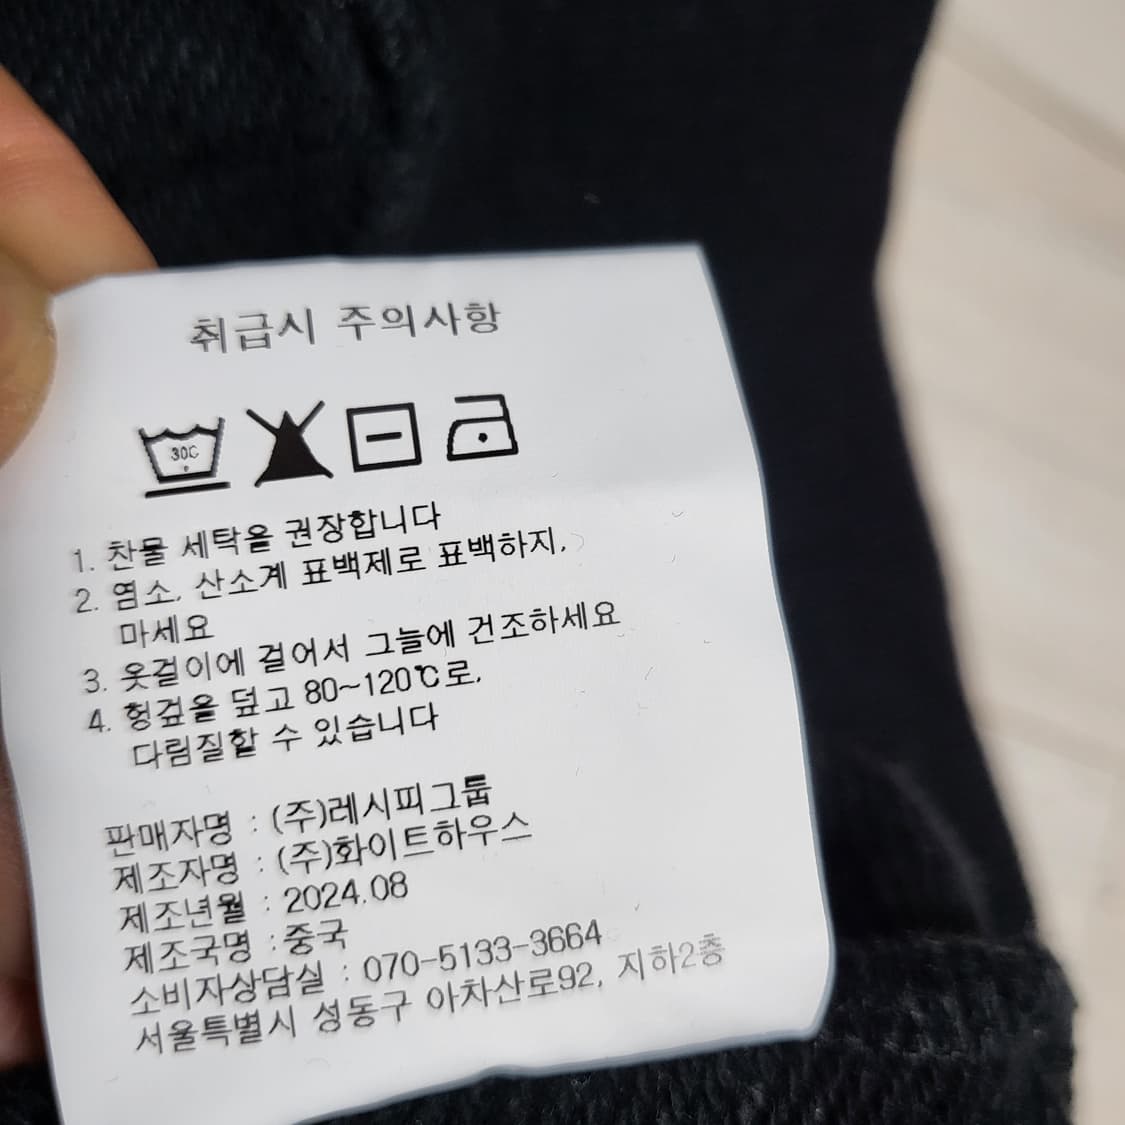 취급시 주의사항
30C
1. 찬물 세탁을 권장합니다
2. 염소, 산소계 표백제로 표백하지,
마세요
3. 옷걸이에 걸어서 그늘에 건조하세요
4. 헝겊을 덮고 80~120℃로,
다림질할 수 있습니다
판매자명 : (주)레시피그룹
제조자명 : (주)화이트하우스
제조년월 : 2024.08
제조국명 : 중국
소비자상담실 : 070-5133-3664
서울특별시 성동구 아차산로92, 지하2층